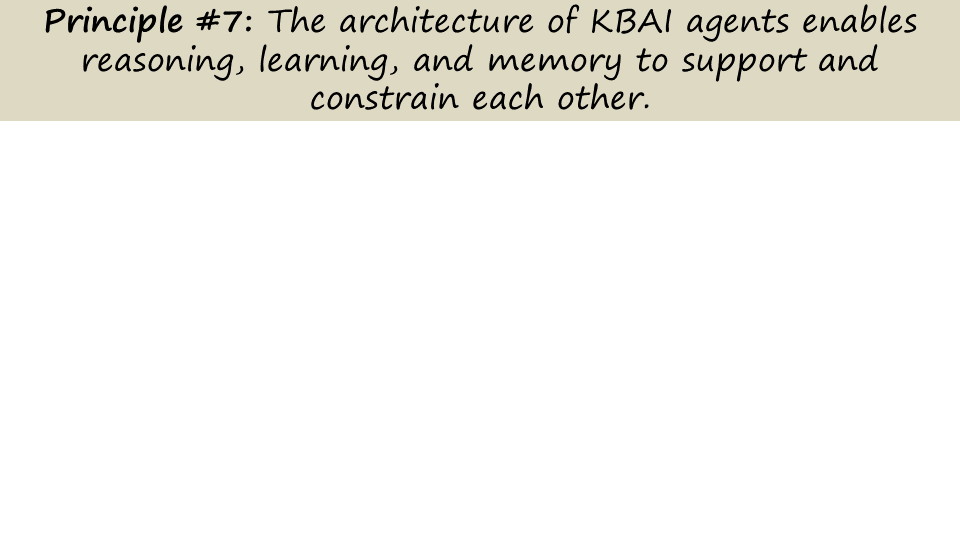 Principle #7: The architecture of KBAI agents enables
reasoning, learning, and memory to support and
constrain each other.